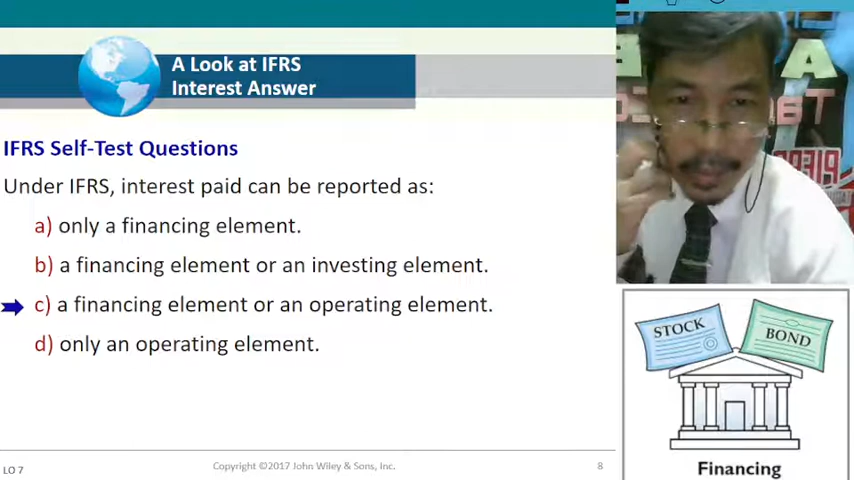 A Look at IFRS
Interest Answer
IFRS Self-Test Questions
Under IFRS, interest paid can be reported as:
a) only a financing element.
b) a financing element or an investing element.
c) a financing element or an operating element.
d) only an operating element.
LO 7
Copyright ©2017 John Wiley & Sons, Inc.
8
STOCK
BOND
Financing